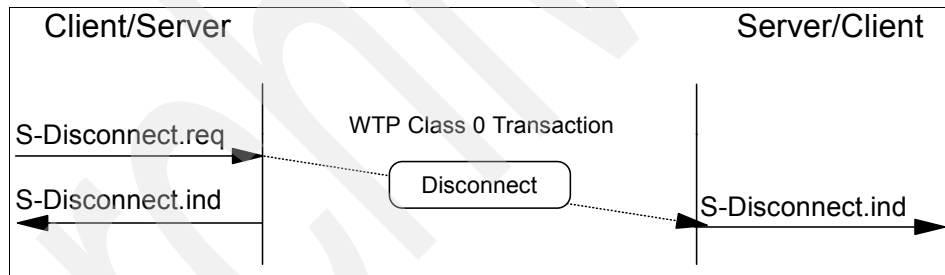 Client/Server
Server/Client
WTP Class 0 Transaction
S-Disconnect.req
Disconnect
S-Disconnect.ind
S-Disconnect.ind